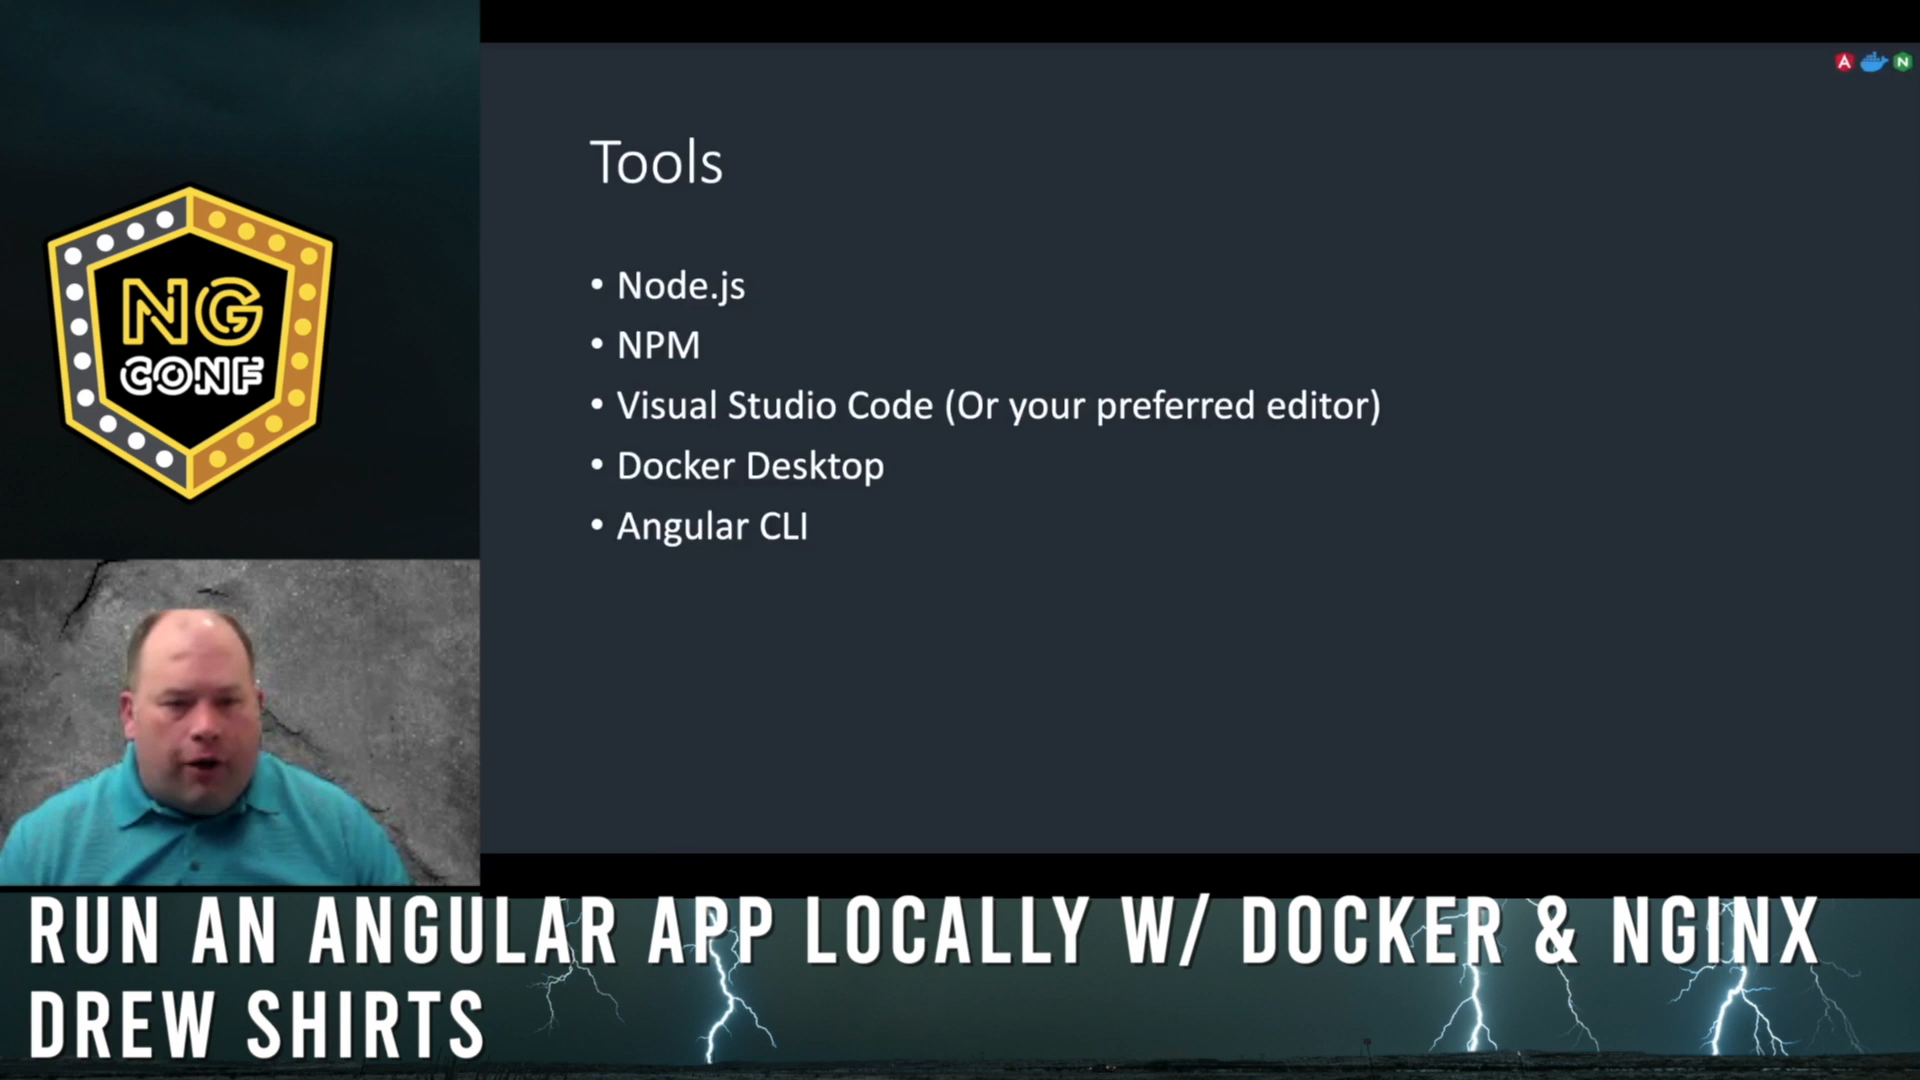 NG
CONF
A
N
Tools
• Node.js
• NPM
• Visual Studio Code (Or your preferred editor)
• Docker Desktop
• Angular CLI
RUN AN ANGULAR APP LOCALLY W/ DOCKER & NGINX
DREW SHIRTS